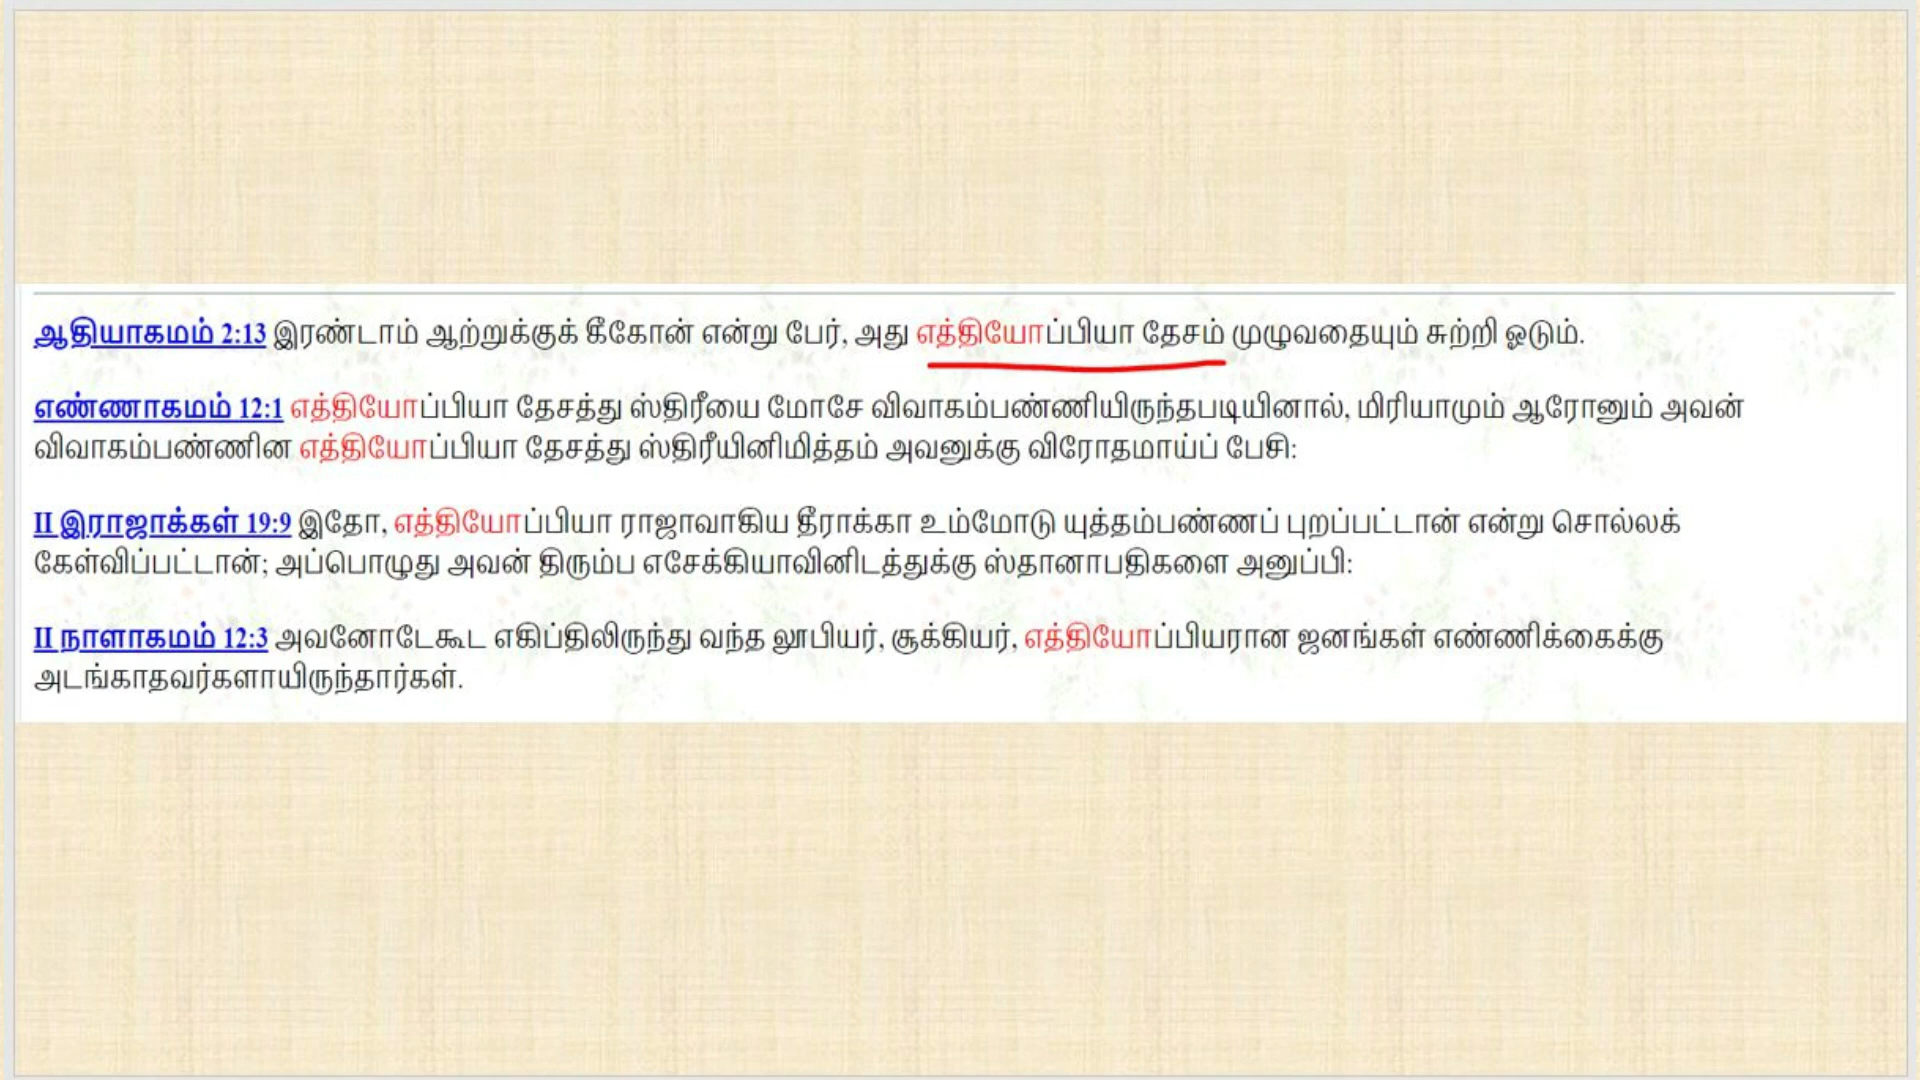 ஆதியாகமம் 2:13 இரண்டாம் ஆற்றுக்குக் கீகோன் என்று பேர், அது எத்தியோப்பியா தேசம் முழுவதையும் சுற்றி ஓடும்.
எண்ணாகமம் 12:1 எத்தியோப்பியா தேசத்து ஸ்திரீயை மோசே விவாகம்பண்ணியிருந்தபடியினால், மிரியாமும் ஆரோனும் அவன்
விவாகம்பண்ணின எத்தியோப்பியா தேசத்து ஸ்திரீயினிமித்தம் அவனுக்கு விரோதமாய்ப் பேசி:
II இராஜாக்கள் 19:9 இதோ, எத்தியோப்பியா ராஜாவாகிய தீராக்கா உம்மோடு யுத்தம்பண்ணப் புறப்பட்டான் என்று சொல்லக்
கேள்விப்பட்டான்; அப்பொழுது அவன் திரும்ப எசேக்கியாவினிடத்துக்கு ஸ்தானாபதிகளை அனுப்பி:
II நாளாகமம் 12:3 அவனோடேகூட எகிப்திலிருந்து வந்த லூபியர், சூக்கியர், எத்தியோப்பியரான ஜனங்கள் எண்ணிக்கைக்கு
அடங்காதவர்களாயிருந்தார்கள்.